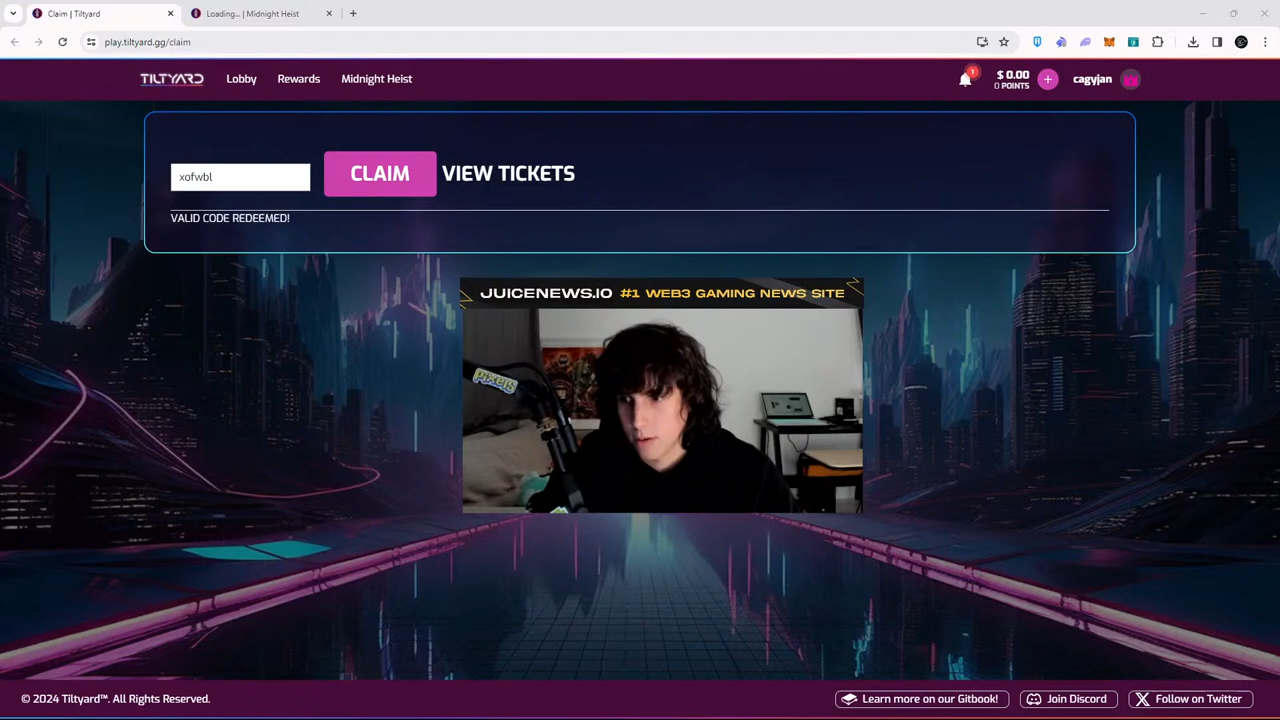 Claim | Tiltyard
Loading... | Midnight Heist
play.tiltyard.gg/claim
TILTYARD
Lobby
Rewards
Midnight Heist
1
$ 0.00
0 POINTS
cagyjan
xofwbl
CLAIM
VIEW TICKETS
VALID CODE REDEEMED!
JUICENEWS.IO #1 WEB3 GAMING NEWS SITE
pixels
© 2024 Tiltyard™. All Rights Reserved.
Learn more on our Gitbook!
Join Discord
Follow on Twitter